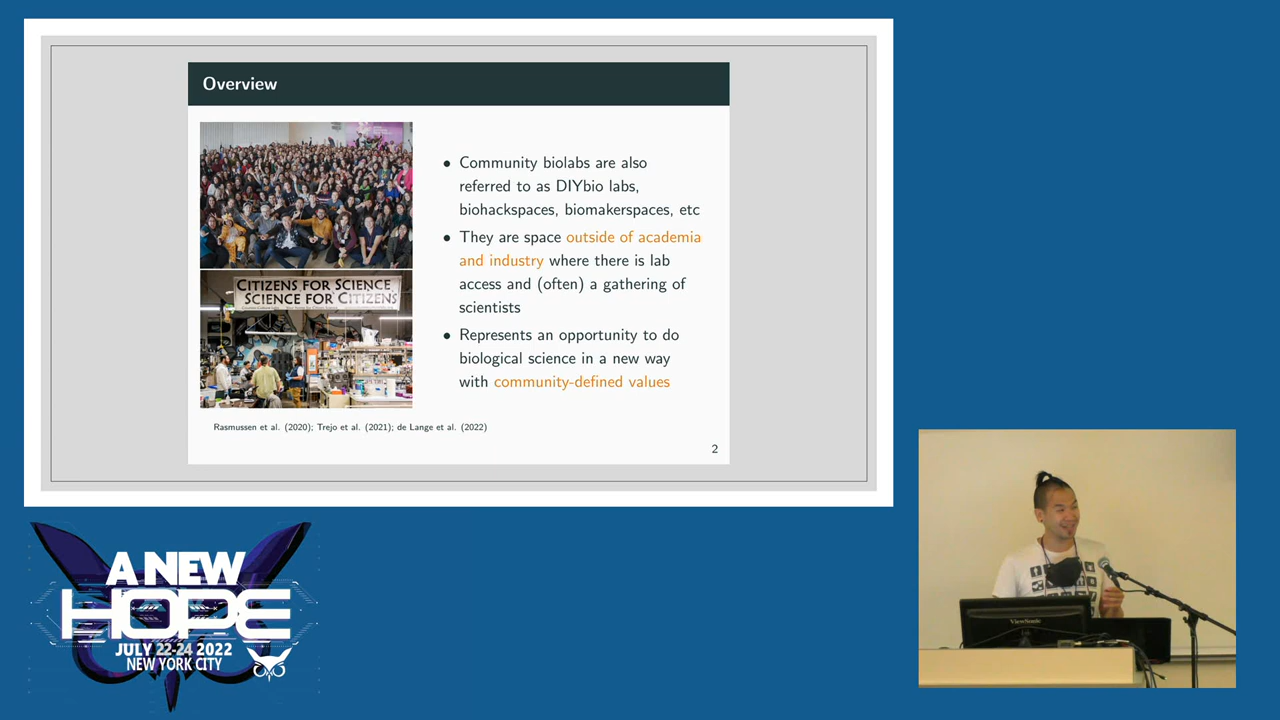 Overview
CITIZENS FOR SCIENCE,
SCIENCE FOR CITIZENS
• Community biolabs are also
referred to as DIYbio labs,
biohackspaces, biomakerspaces, etc
• They are space outside of academia
and industry where there is lab
access and (often) a gathering of
scientists
• Represents an opportunity to do
biological science in a new way
with community-defined values
Rasmussen et al. (2020); Trejo et al. (2021); de Lange et al. (2022)
2
A NEW
HOPE
JULY 22-24 2022
NEW YORK CITY
ViewSonic